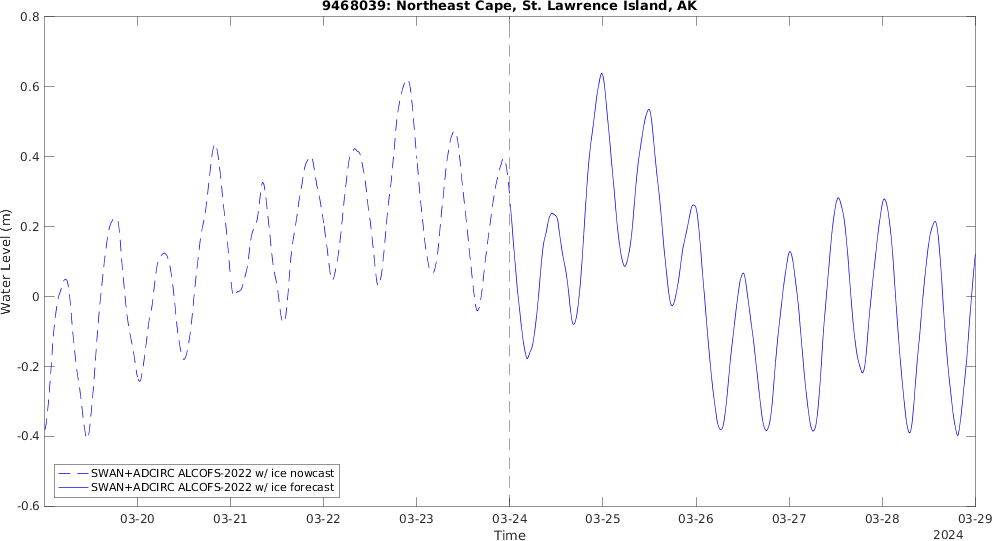 9468039: Northeast Cape, St. Lawrence Island, AK
0.8
0.6
0.4
0.2
0
-0.2
-0.4
-0.6
Water Level (m)
SWAN+ADCIRC ALCOFS-2022 w/ ice nowcast
SWAN+ADCIRC ALCOFS-2022 w/ ice forecast
03-20 03-21 03-22 03-23 03-24 03-25 03-26 03-27 03-28 03-29
Time
2024